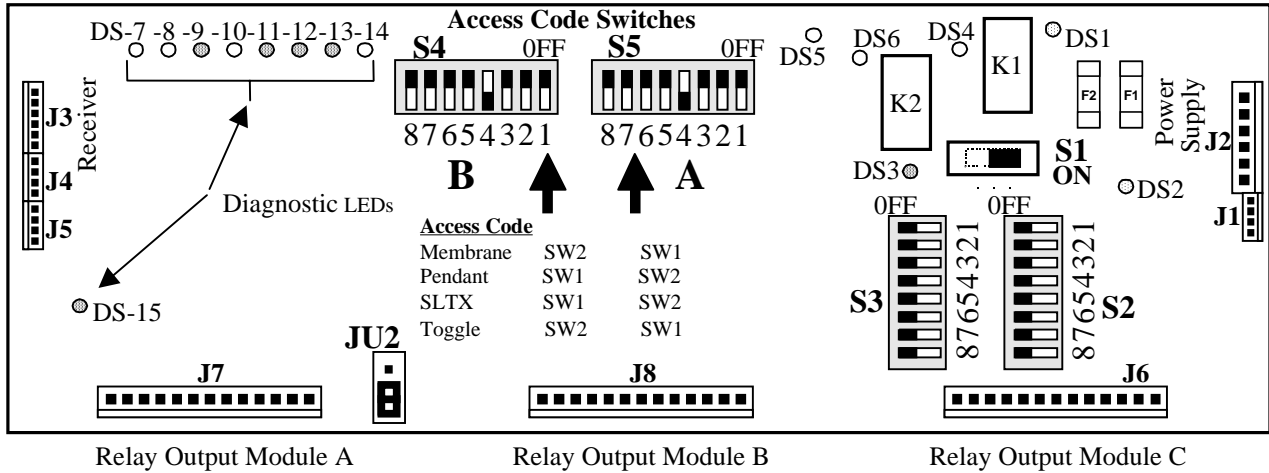 Access Code Switches
DS-7 -8 -9 -10 -11 -12 -13 -14
S4 0FF
S5 0FF
DS5
DS6
DS4
DS1
K1
K2
F2
F1
Power Supply
J2
J1
J3
Receiver
J4
J5
87654321
87654321
B
A
S1
ON
DS3
DS2
Diagnostic LEDs
DS-15
Access Code
Membrane SW2 SW1
Pendant SW1 SW2
SLTX SW1 SW2
Toggle SW2 SW1
0FF
0FF
S3
87654321
S2
87654321
JU2
J7
J8
J6
Relay Output Module A
Relay Output Module B
Relay Output Module C